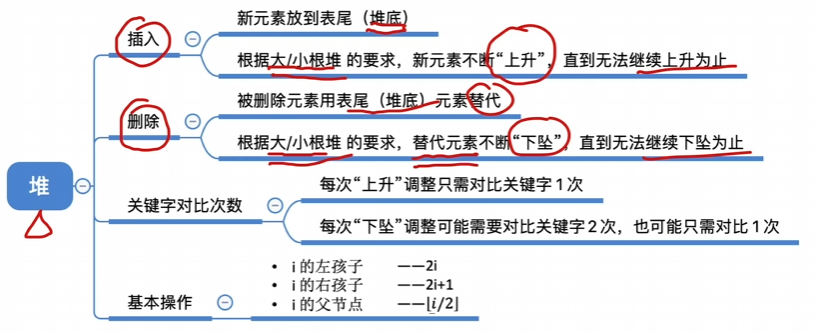 堆
插入
新元素放到表尾（堆底）
根据大/小根堆 的要求，新元素不断“上升”，直到无法继续上升为止
删除
被删除元素用表尾（堆底）元素替代
根据大/小根堆 的要求，替代元素不断“下坠”，直到无法继续下坠为止
关键字对比次数
每次“上升”调整只需对比关键字1次
每次“下坠”调整可能需要对比关键字2次，也可能只需对比1次
基本操作
• i 的左孩子 ——2i
• i 的右孩子 ——2i+1
• i 的父节点 ——⌊i/2⌋